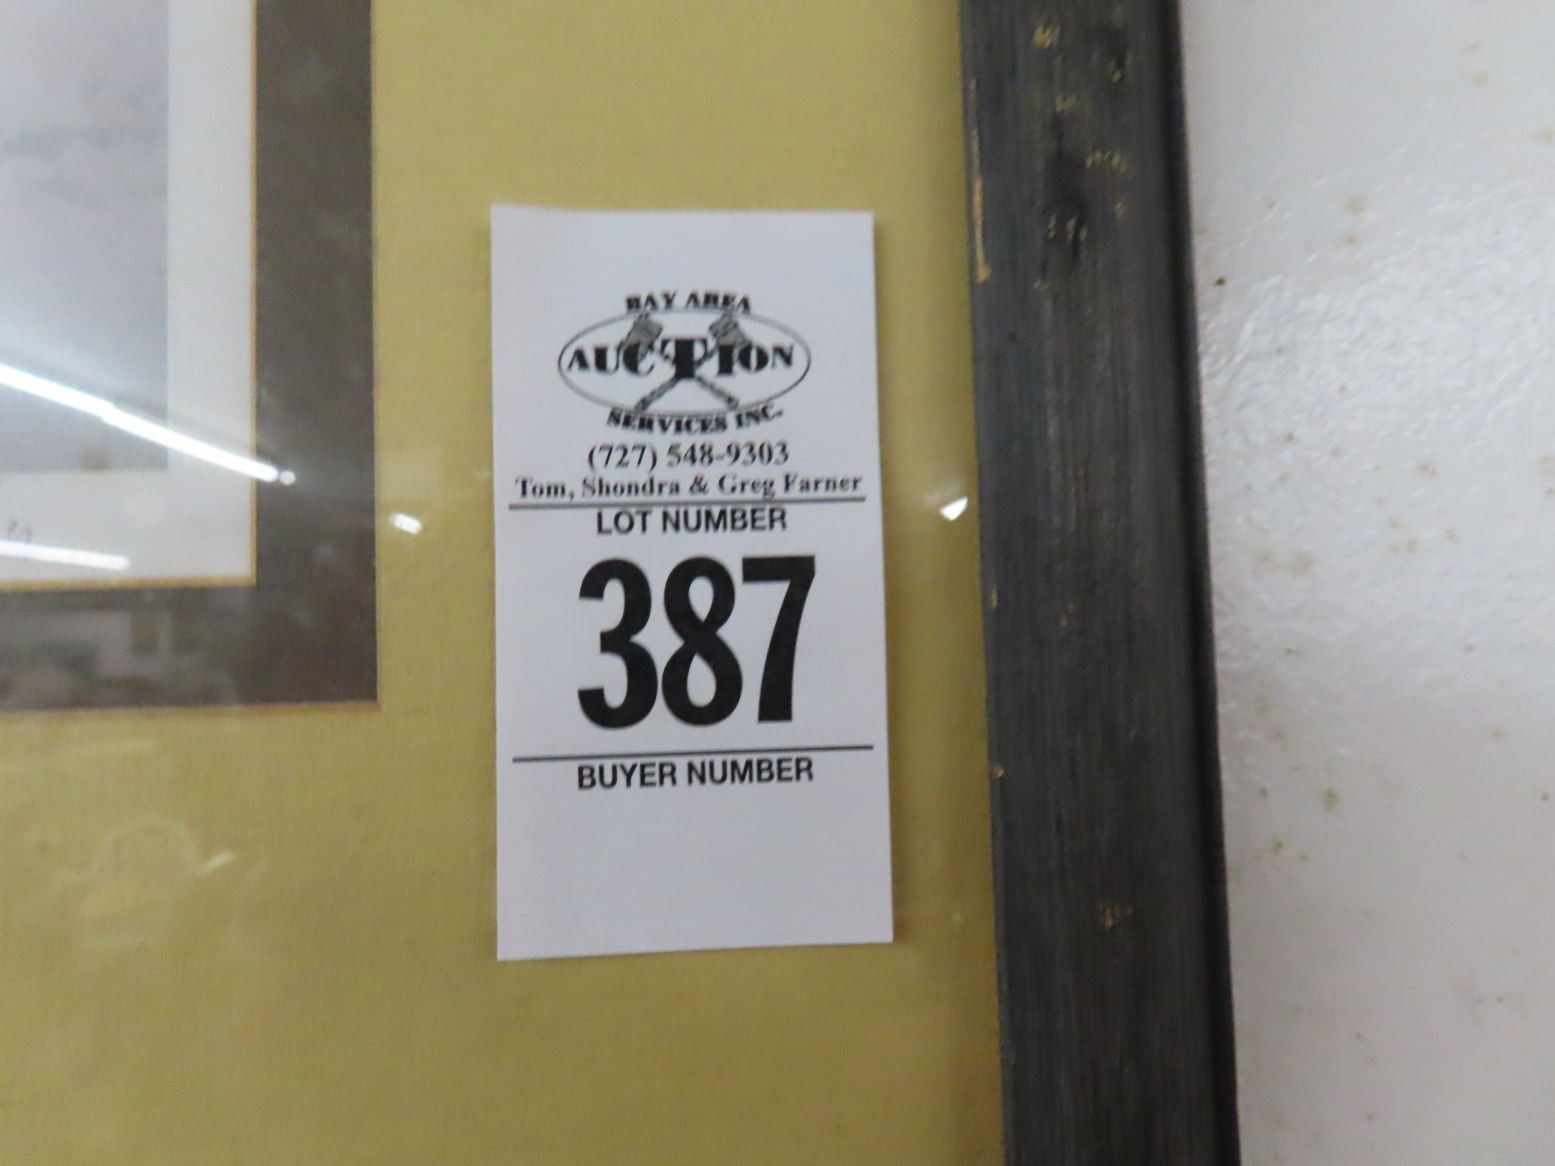 BAY AREA
AUCTION
SERVICES INC.
(727) 548-9303
Tom, Shondra & Greg Farner
LOT NUMBER
387
BUYER NUMBER